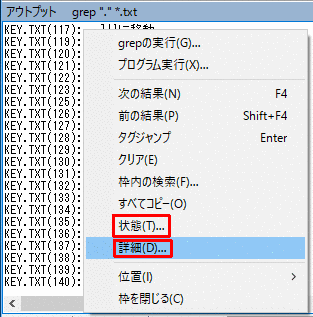 アウトプット grep "." *.txt
KEY.TXT(117):
KEY.TXT(119):
KEY.TXT(120):
KEY.TXT(121):
KEY.TXT(122):
KEY.TXT(123):
KEY.TXT(125):
KEY.TXT(126):
KEY.TXT(127):
KEY.TXT(128):
KEY.TXT(129):
KEY.TXT(130):
KEY.TXT(131):
KEY.TXT(132):
KEY.TXT(133):
KEY.TXT(134):
KEY.TXT(135):
KEY.TXT(136):
KEY.TXT(137):
KEY.TXT(138):
KEY.TXT(139):
KEY.TXT(140):
grepの実行(G)...
プログラム実行(X)...
次の結果(N) F4
前の結果(P) Shift+F4
タグジャンプ Enter
クリア(E)
枠内の検索(F)...
すべてコピー(O)
状態(T)...
詳細(D)...
位置(I)
枠を閉じる(C)